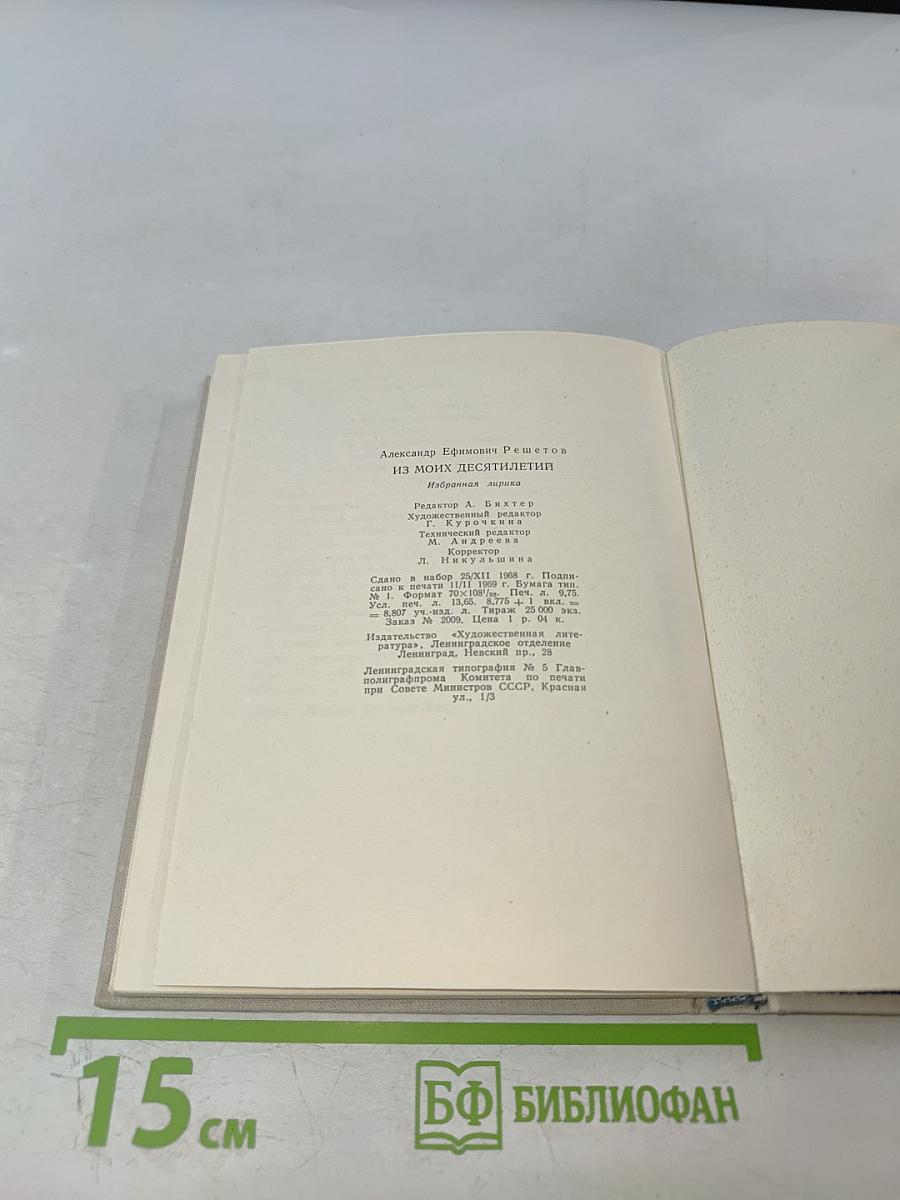 Александр Ефимович Решетов
ИЗ МОИХ ДЕСЯТИЛЕТИЙ
Избранная лирика
Редактор А. Бихтер
Художественный редактор
Г. Курочкина
Технический редактор
М. Андреева
Корректор
Л. Никульшина
Сдано в набор 25/XII 1968 г. Подпи-
сано к печати 11/II 1969 г. Бумага тип.
№ 1. Формат 70×108¹/₃₂. Печ. л. 9,75.
Усл. печ. л. 13,65. 8,775 + 1 вкл. =
= 8,807 уч.-изд. л. Тираж 25 000 экз.
Заказ № 2009. Цена 1 р. 04 к.
Издательство «Художественная лите-
ратура», Ленинградское отделение
Ленинград, Невский пр., 28
Ленинградская типография № 5 Глав-
полиграфпрома Комитета по печати
при Совете Министров СССР, Красная
ул., 1/3
15 см
БФ БИБЛИОФАН